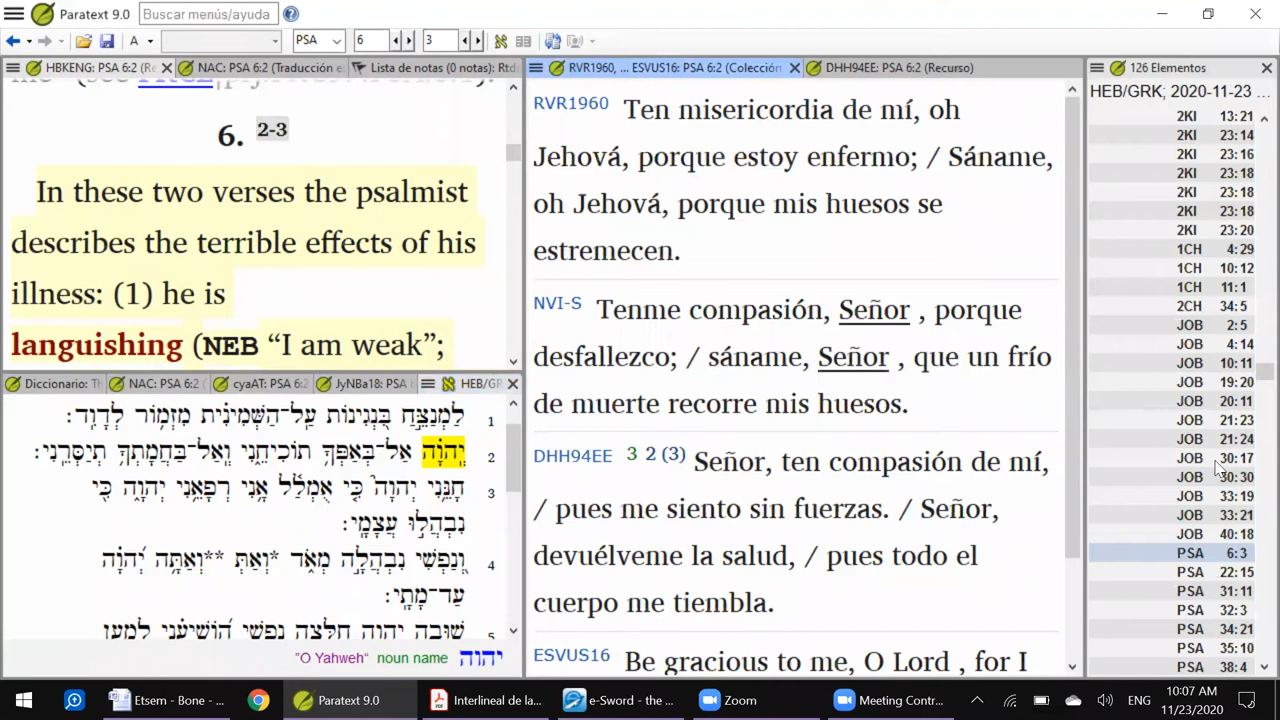 Paratext 9.0
Buscar menús/ayuda
A
PSA
6
3
HBKENG: PSA 6:2 (Re
NAC: PSA 6:2 (Traducción e
Lista de notas (0 notas): Rtd
RVR1960, ... ESVUS16: PSA 6:2 (Colección
DHH94EE: PSA 6:2 (Recurso)
126 Elementos
6. 2-3
In these two verses the psalmist
describes the terrible effects of his
illness: (1) he is
languishing (NEB “I am weak”;
Diccionario: Th
NAC: PSA 6:2
cyaAT: PSA 6:2
JyNBa18: PSA
HEB/GR
1 לַמְנַצֵּ֣חַ בִּ֭נְגִינוֹת עַֽל־הַשְּׁמִינִ֗ית מִזְמ֥וֹר לְדָוִֽד׃
2 יְֽהוָ֗ה אַל־בְּאַפְּךָ֥ תוֹכִיחֵ֑נִי וְֽאַל־בַּחֲמָתְךָ֥ תְיַסְּרֵֽנִי׃
3 חָנֵּ֥נִי יְהוָה֮ כִּ֤י אֻמְלַ֫ל אָ֥נִי רְפָאֵ֥נִי יְהוָ֑ה כִּ֖י
נִבְהֲל֣וּ עֲצָמָֽי׃
4 וְ֭נַפְשִׁי נִבְהֲלָ֣ה מְאֹ֑ד *ואת **וְאַתָּ֥ה יְ֝הוָ֗ה
עַד־מָתָֽי׃
5 שׁוּבָ֣ה יְ֭הוָה חַלְּצָ֣ה נַפְשִׁ֑י ה֝וֹשִׁיעֵ֗נִי לְמַ֣עַן
"O Yahweh" noun name יהוה
RVR1960 Ten misericordia de mí, oh
Jehová, porque estoy enfermo; / Sáname,
oh Jehová, porque mis huesos se
estremecen.
NVI-S Tenme compasión, Señor , porque
desfallezco; / sáname, Señor , que un frío
de muerte recorre mis huesos.
DHH94EE 3 2 (3) Señor, ten compasión de mí,
/ pues me siento sin fuerzas. / Señor,
devuélveme la salud, / pues todo el
cuerpo me tiembla.
ESVUS16 Be gracious to me, O Lord , for I
HEB/GRK; 2020-11-23 ...
2KI 13:21
2KI 23:14
2KI 23:16
2KI 23:18
2KI 23:18
2KI 23:18
2KI 23:20
1CH 4:29
1CH 10:12
1CH 11:1
2CH 34:5
JOB 2:5
JOB 4:14
JOB 10:11
JOB 19:20
JOB 20:11
JOB 21:23
JOB 21:24
JOB 30:17
JOB 30:30
JOB 33:19
JOB 33:21
JOB 40:18
PSA 6:3
PSA 22:15
PSA 31:11
PSA 32:3
PSA 34:21
PSA 35:10
PSA 38:4
Etsem - Bone - ...
Paratext 9.0
Interlineal de la...
e-Sword - the ...
Zoom
Meeting Contr...
ENG
10:07 AM
11/23/2020